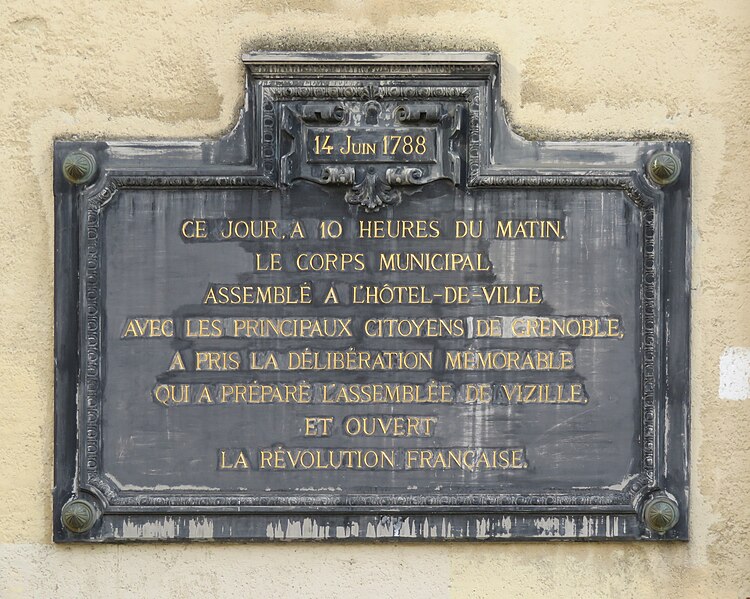 14 JUIN 1788
CE JOUR, A 10 HEURES DU MATIN,
LE CORPS MUNICIPAL
ASSEMBLÉ A L'HÔTEL-DE-VILLE
AVEC LES PRINCIPAUX CITOYENS DE GRENOBLE,
A PRIS LA DÉLIBÉRATION MÉMORABLE
QUI A PRÉPARÉ L'ASSEMBLÉE DE VIZILLE,
ET OUVERT
LA RÉVOLUTION FRANÇAISE.